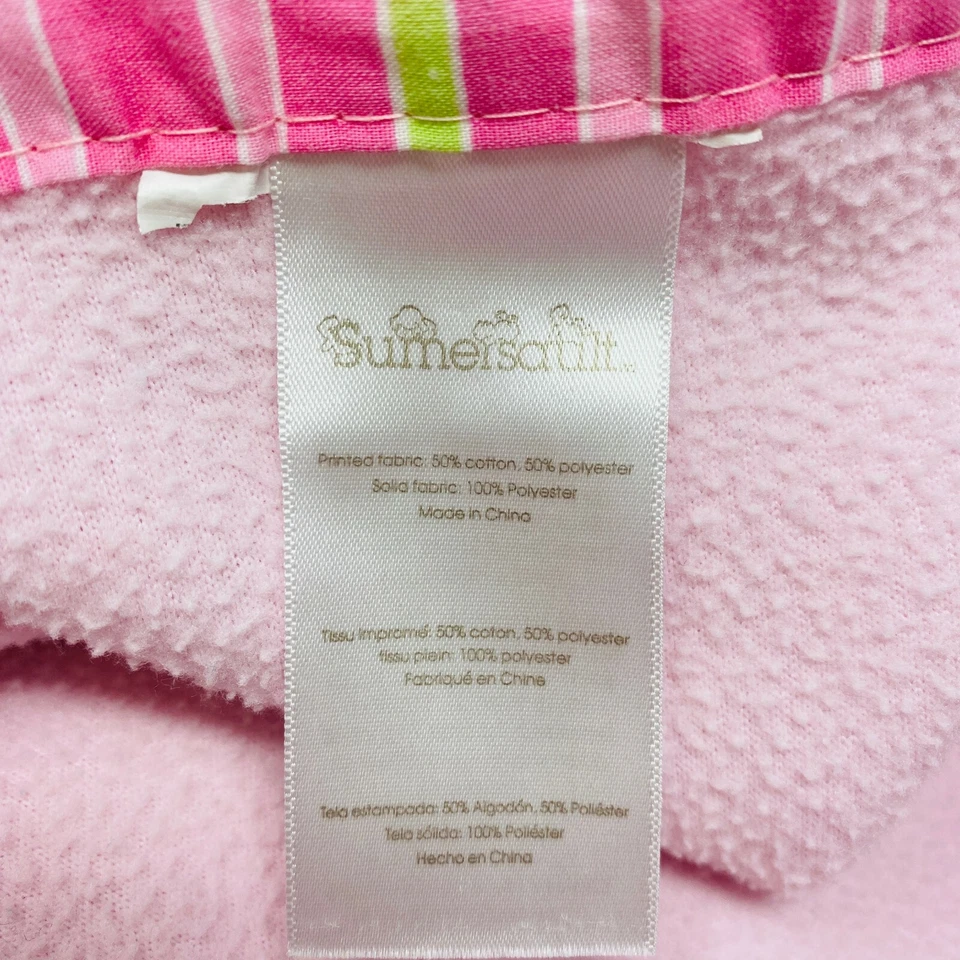 Sumersault
Printed fabric: 50% cotton, 50% polyester
Solid fabric: 100% Polyester
Made in China
Tissu impromé: 50% coton, 50% polyester
tissu plein: 100% polyester
Fabriqué en Chine
Tela estampada: 50% Algodón, 50% Poliéster
Tela sólida: 100% Poliéster
Hecho en China